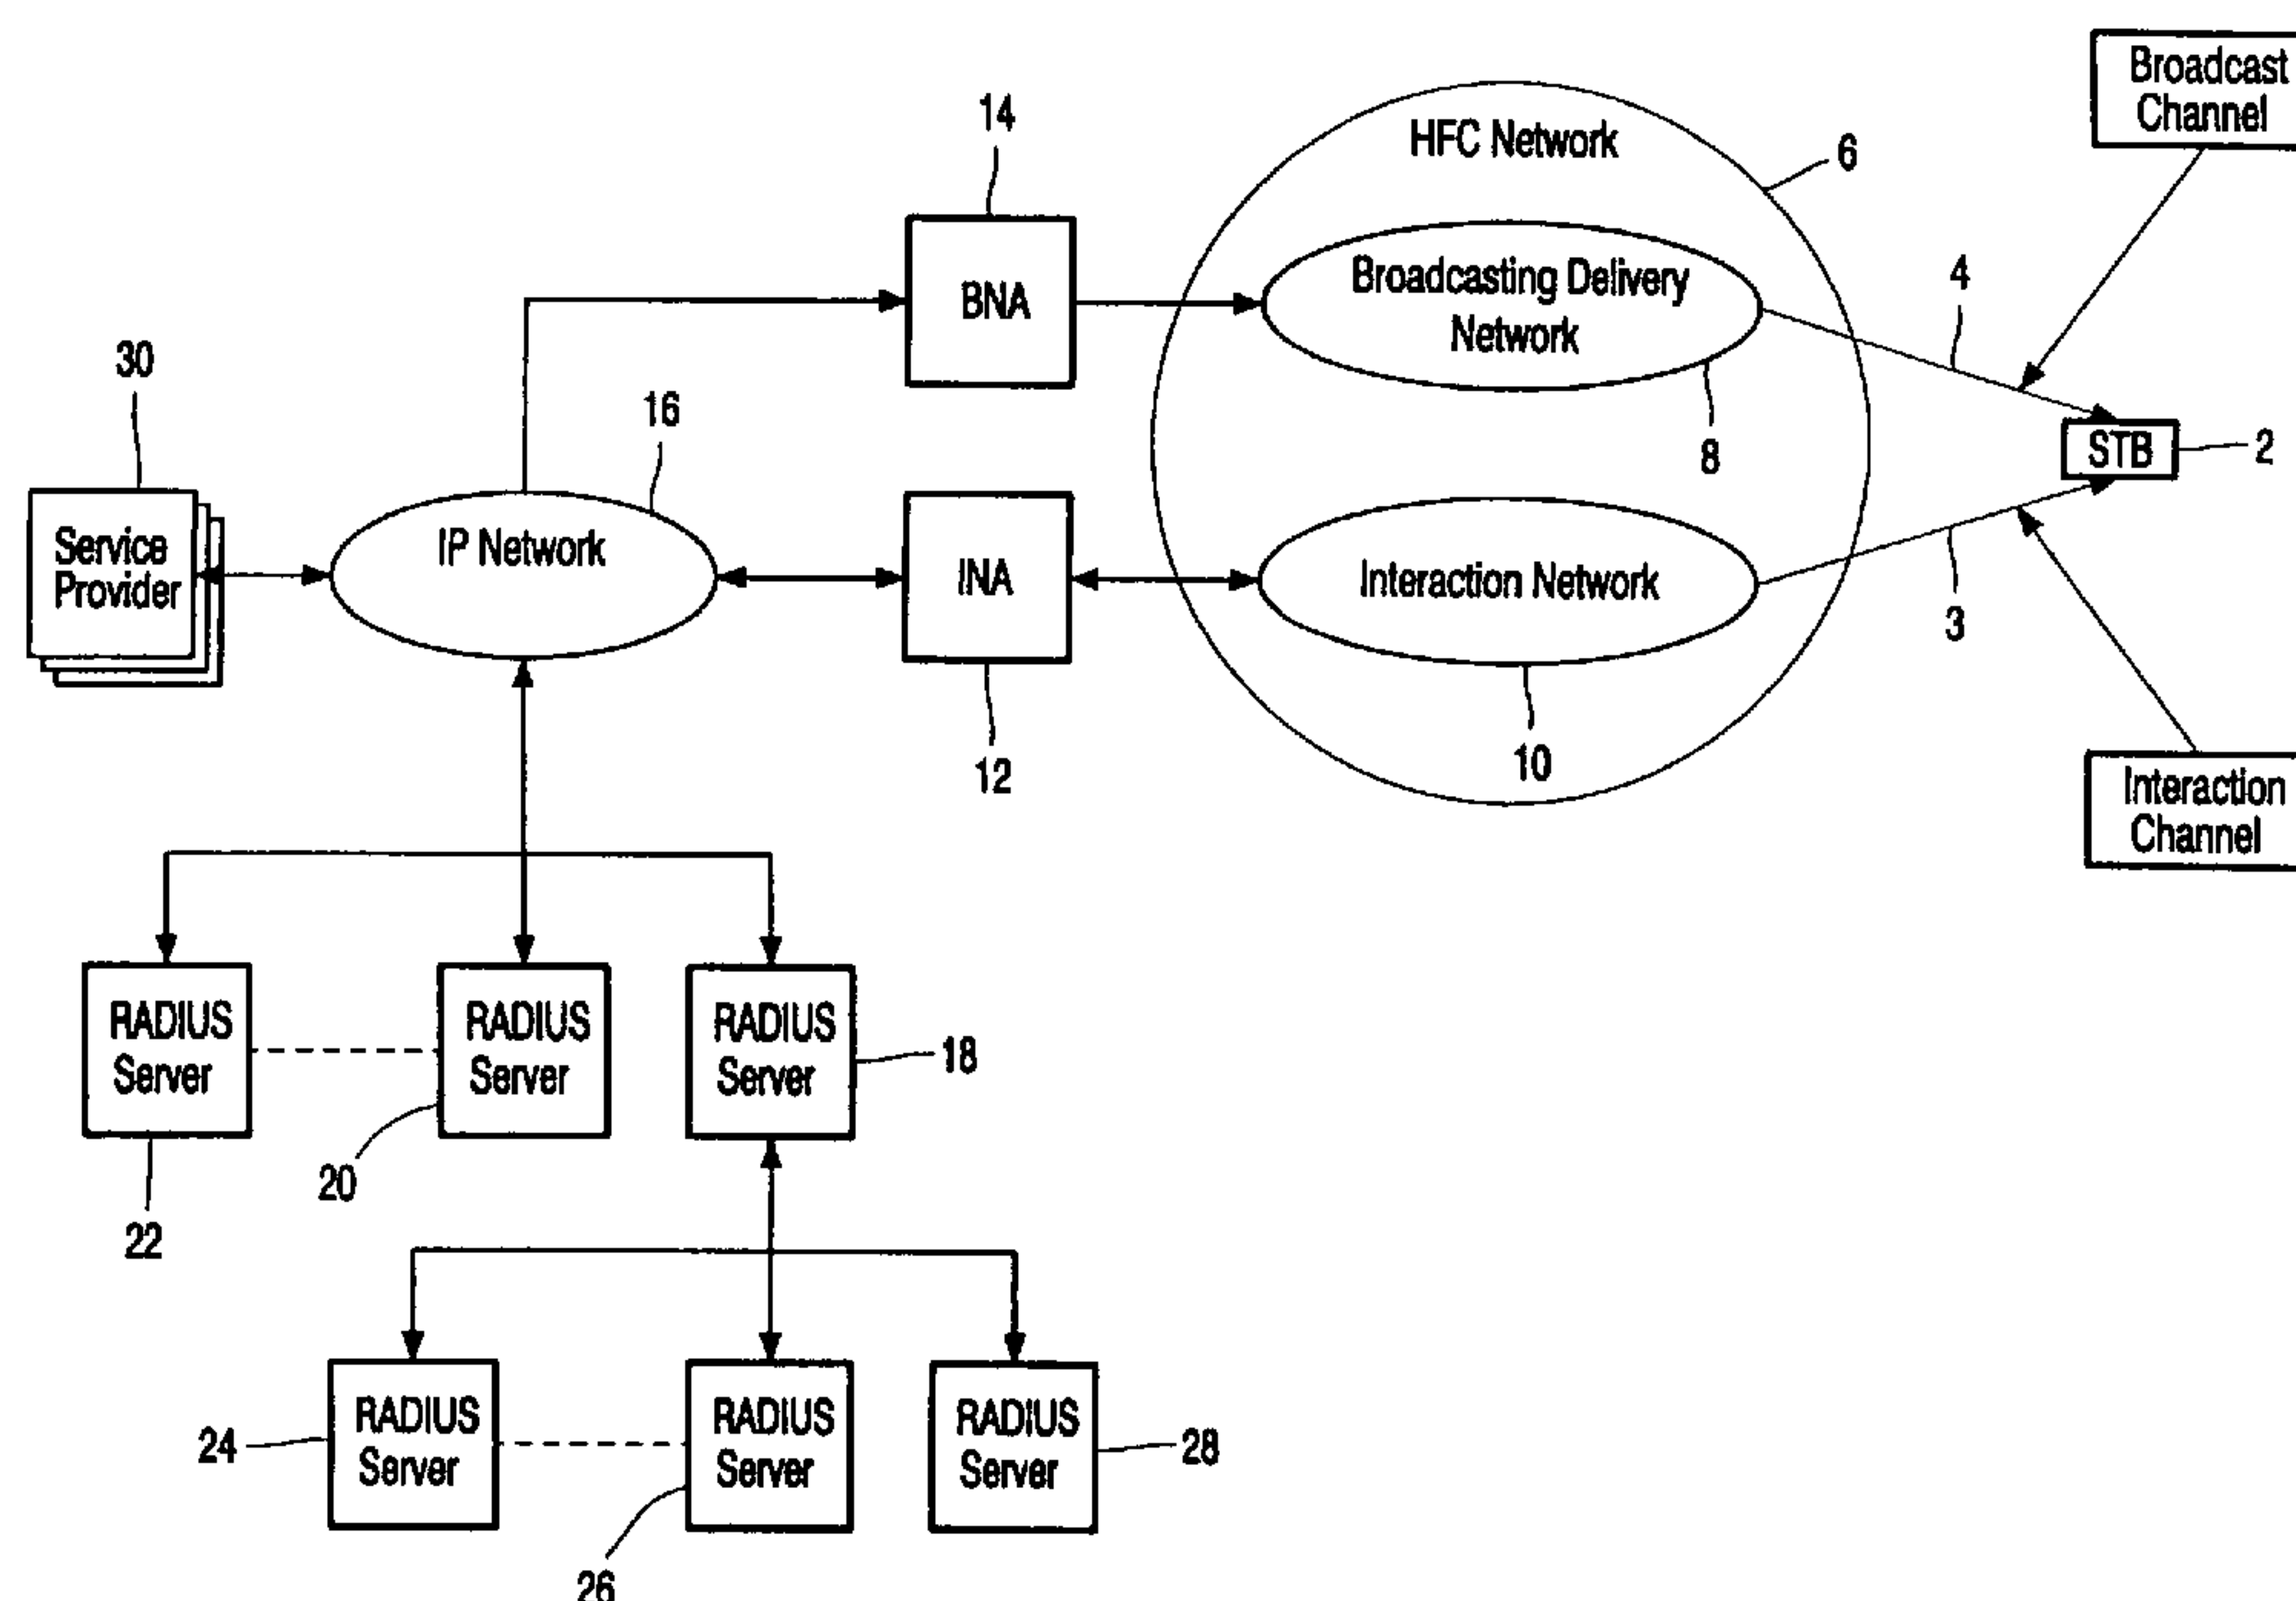 Broadcast
Channel
14
HFC Network
6
BNA
Broadcasting Delivery
Network
4
30
16
8
STB
2
Service
Provider
IP Network
INA
Interaction Network
3
12
10
Interaction
Channel
RADIUS
Server
RADIUS
Server
RADIUS
Server
18
20
22
24
RADIUS
Server
RADIUS
Server
RADIUS
Server
28
26